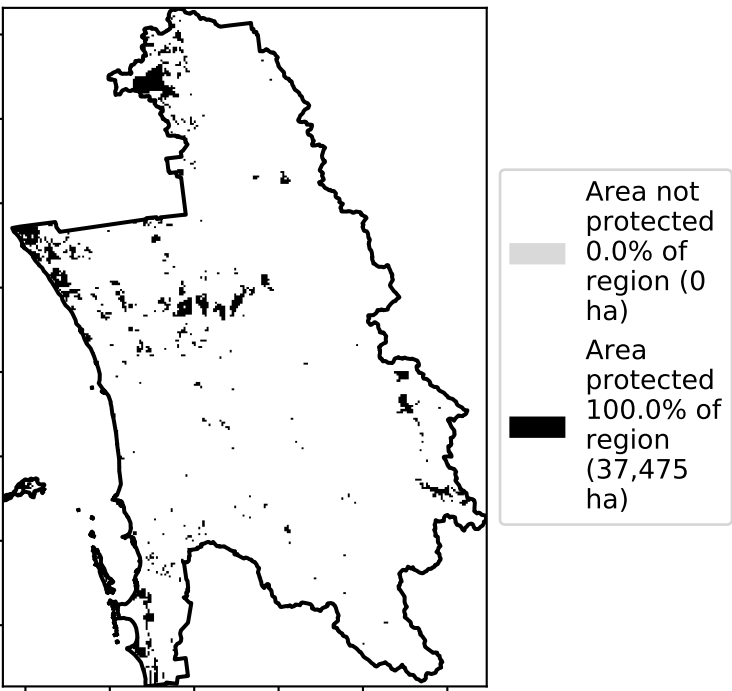 Area not
protected
0.0% of
region (0
ha)
Area
protected
100.0% of
region
(37,475
ha)